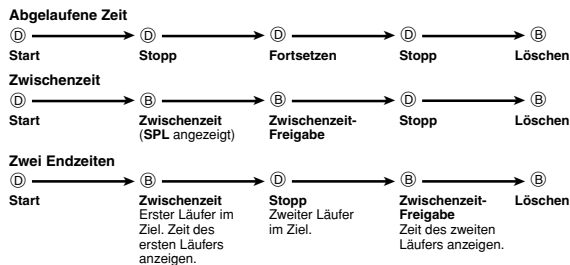 Abgelaufene Zeit
Ⓓ Ⓓ Ⓓ Ⓓ Ⓑ
Start Stopp Fortsetzen Stopp Löschen
Zwischenzeit
Ⓓ Ⓑ Ⓑ Ⓓ Ⓑ
Start Zwischenzeit Zwischenzeit- Stopp Löschen
(SPL angezeigt) Freigabe
Zwei Endzeiten
Ⓓ Ⓑ Ⓓ Ⓑ Ⓑ
Start Zwischenzeit Stopp Zwischenzeit- Löschen
Erster Läufer im Zweiter Läufer Freigabe
Ziel. Zeit des im Ziel. Zeit des zweiten
ersten Läufers Läufers anzeigen.
anzeigen.